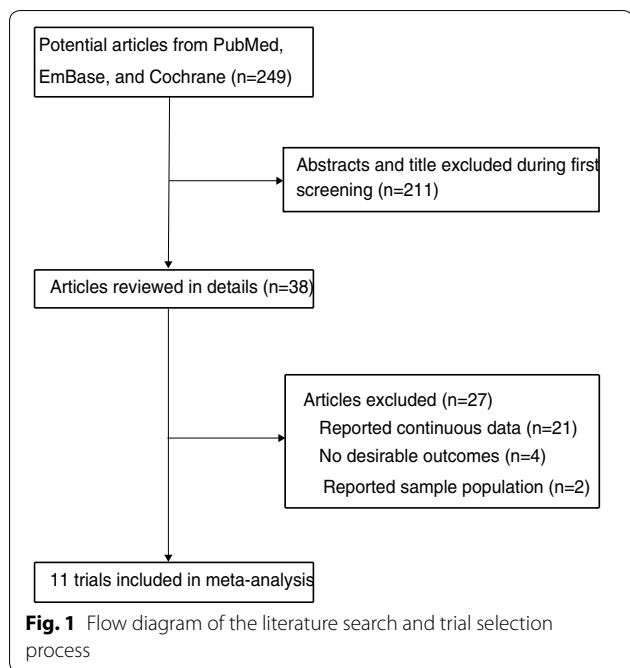 Potential articles from PubMed,
EmBase, and Cochrane (n=249)
Abstracts and title excluded during first
screening (n=211)
Articles reviewed in details (n=38)
Articles excluded (n=27)
Reported continuous data (n=21)
No desirable outcomes (n=4)
Reported sample population (n=2)
11 trials included in meta-analysis
Fig. 1 Flow diagram of the literature search and trial selection
process